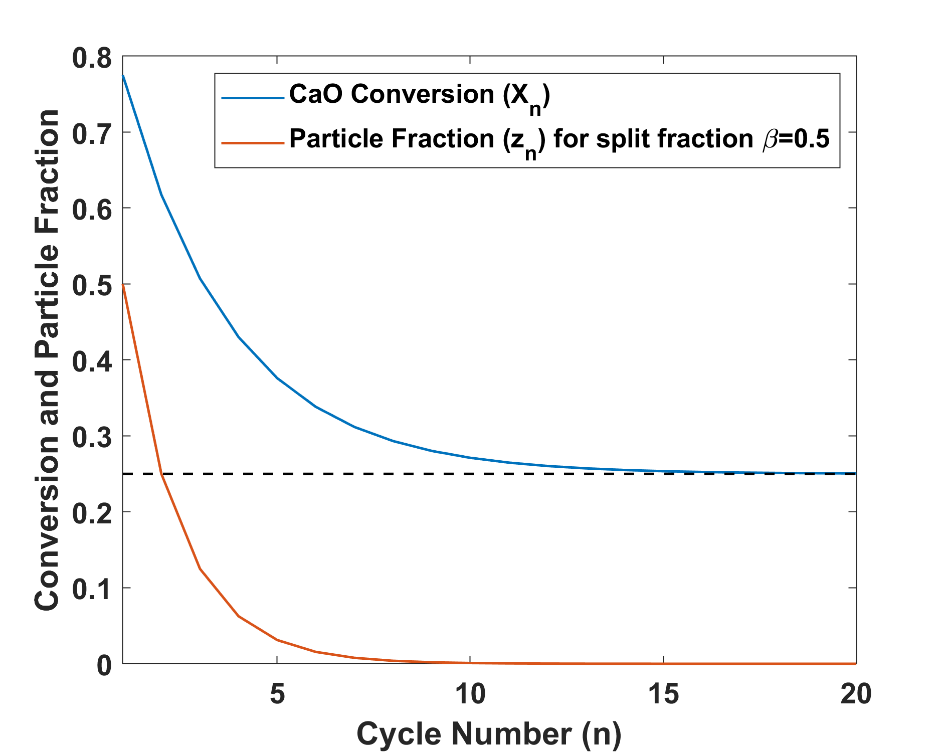 CaO Conversion (Xn)
Particle Fraction (zn) for split fraction β=0.5
Conversion and Particle Fraction
0.8
0.7
0.6
0.5
0.4
0.3
0.2
0.1
0
5 10 15 20
Cycle Number (n)